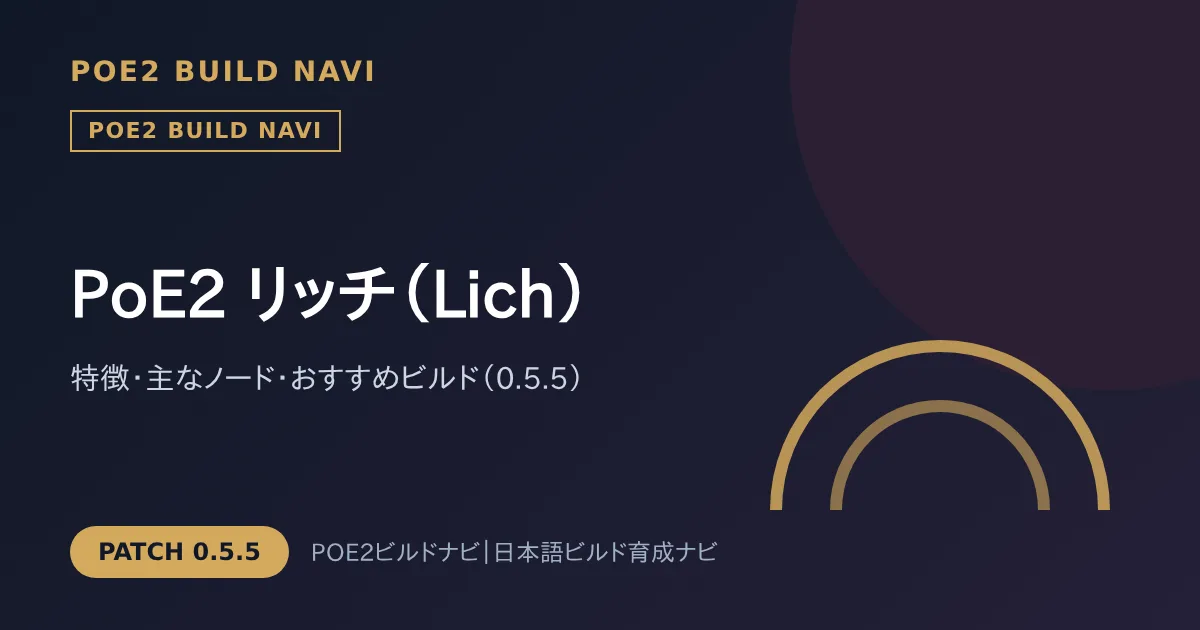 POE2 BUILD NAVI
POE2 BUILD NAVI
PoE2 リッチ（Lich）
特徴・主なノード・おすすめビルド（0.5.5）
PATCH 0.5.5
POE2ビルドナビ|日本語ビルド育成ナビ